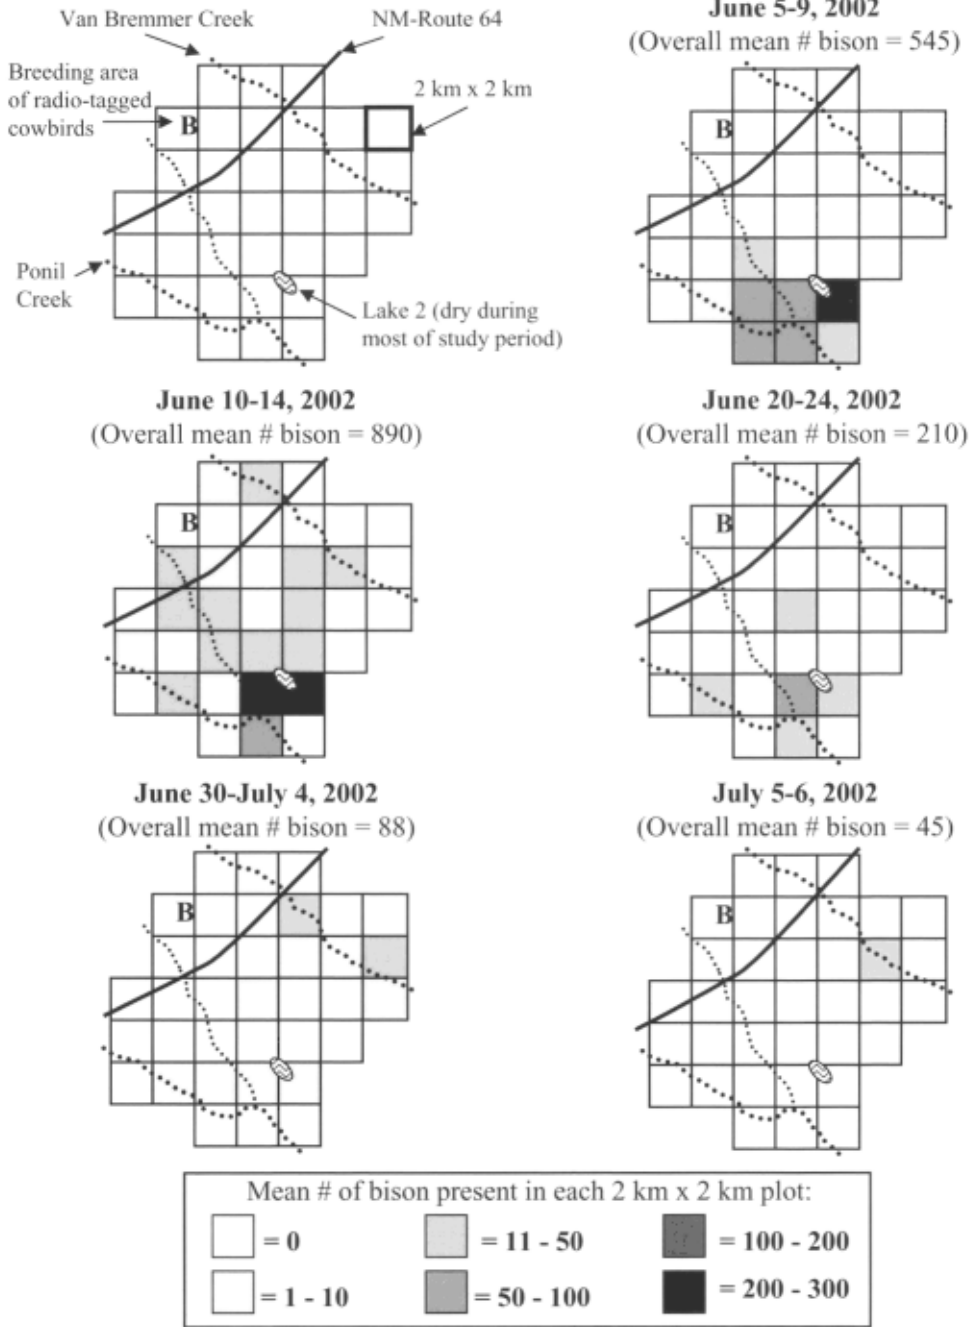 Van Bremmer Creek
NM-Route 64
Breeding area
of radio-tagged
cowbirds
B
2 km x 2 km
Ponil
Creek
Lake 2 (dry during
most of study period)
June 5-9, 2002
(Overall mean # bison = 545)
B
June 10-14, 2002
(Overall mean # bison = 890)
B
June 20-24, 2002
(Overall mean # bison = 210)
B
June 30-July 4, 2002
(Overall mean # bison = 88)
B
July 5-6, 2002
(Overall mean # bison = 45)
B
Mean # of bison present in each 2 km x 2 km plot:
= 0
= 11 - 50
= 100 - 200
= 1 - 10
= 50 - 100
= 200 - 300